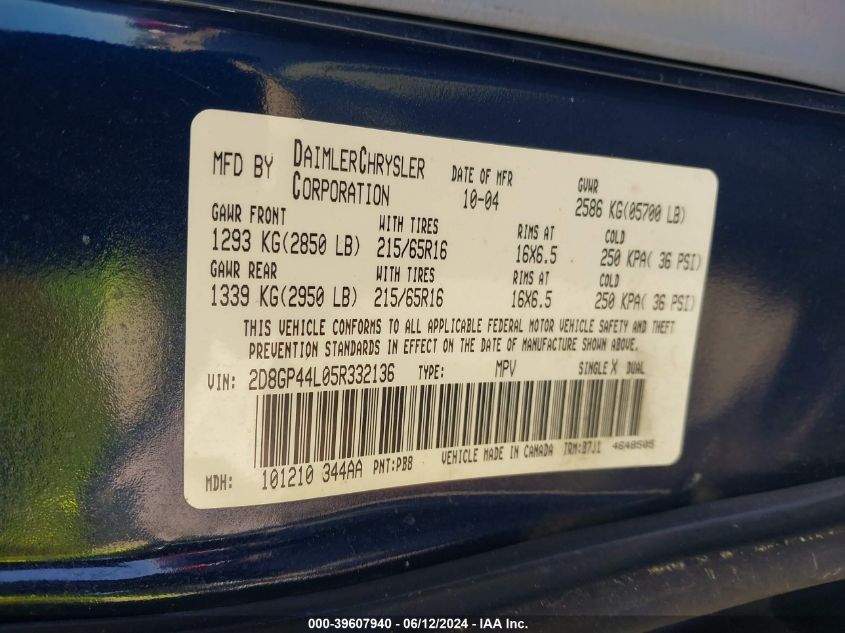 MFD BY DAIMLERCHRYSLER CORPORATION DATE OF MFR 10-04 GVWR 2586 KG(05700 LB)
GAWR FRONT WITH TIRES RIMS AT COLD
1293 KG(2850 LB) 215/65R16 16X6.5 250 KPA( 36 PSI)
GAWR REAR WITH TIRES RIMS AT COLD
1339 KG(2950 LB) 215/65R16 16X6.5 250 KPA( 36 PSI)
THIS VEHICLE CONFORMS TO ALL APPLICABLE FEDERAL MOTOR VEHICLE SAFETY AND THEFT
PREVENTION STANDARDS IN EFFECT ON THE DATE OF MANUFACTURE SHOWN ABOVE.
VIN: 2D8GP44L05R332136 TYPE: MPV SINGLE X DUAL
MDH: 101210 344AA PNT:PB8 VEHICLE MADE IN CANADA TRM:B7J1 4648505
000-39607940 - 06/12/2024 - IAA, Inc.